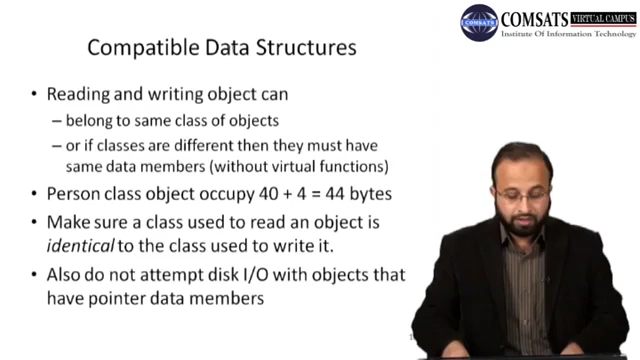 COMSATS VIRTUAL CAMPUS
Institute Of Information Technology
Compatible Data Structures
• Reading and writing object can
– belong to same class of objects
– or if classes are different then they must have
same data members (without virtual functions)
• Person class object occupy 40 + 4 = 44 bytes
• Make sure a class used to read an object is
identical to the class used to write it.
• Also do not attempt disk I/O with objects that
have pointer data members